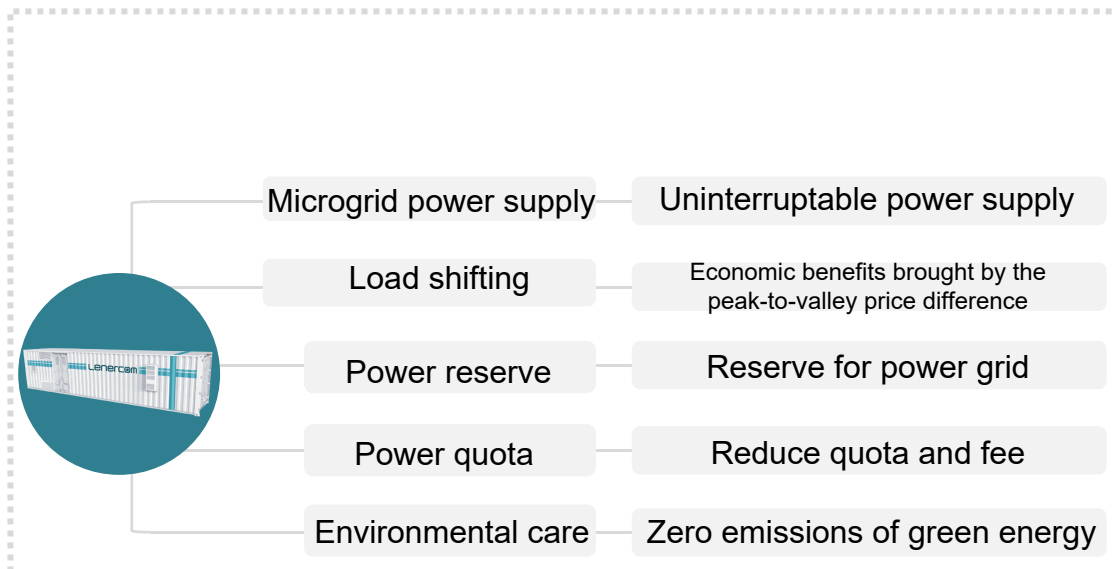 Microgrid power supply
Uninterruptable power supply
Load shifting
Economic benefits brought by the
peak-to-valley price difference
Lenercom
Power reserve
Reserve for power grid
Power quota
Reduce quota and fee
Environmental care
Zero emissions of green energy